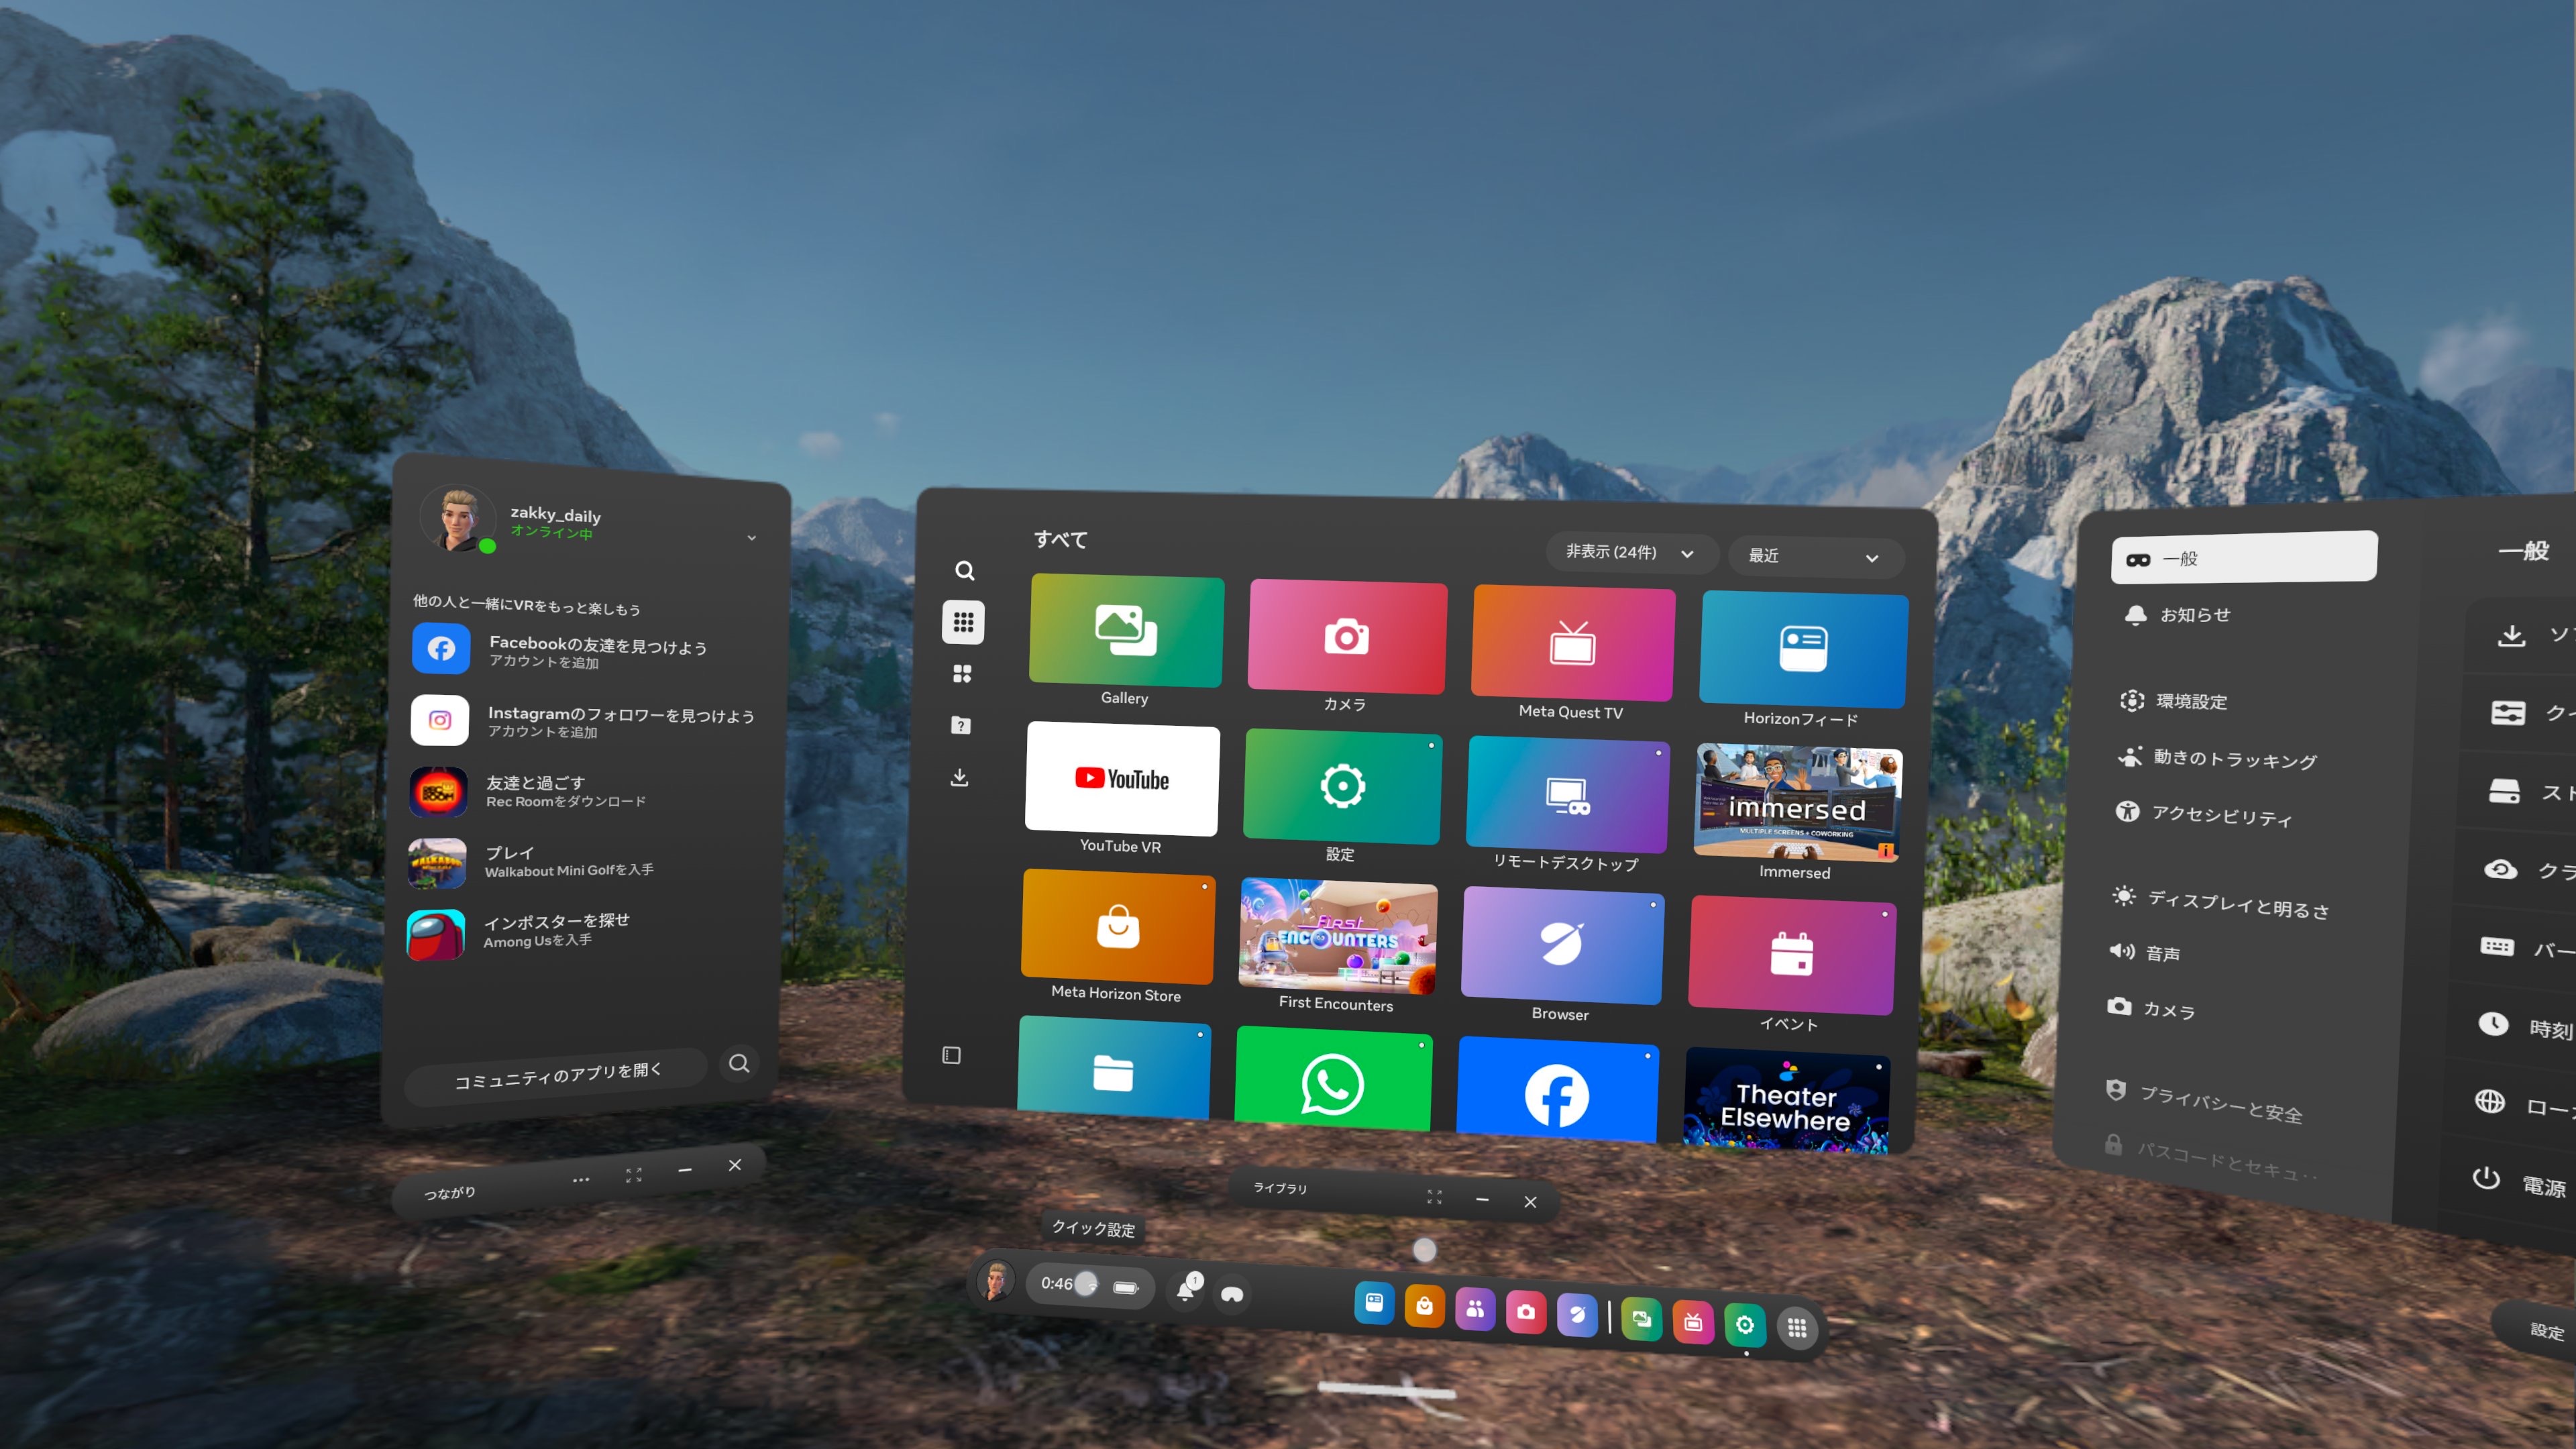 zakky_daily
オンライン中
他の人と一緒にVRをもっと楽しもう
Facebookの友達を見つけよう
アカウントを追加
Instagramのフォロワーを見つけよう
アカウントを追加
友達と過ごす
Rec Roomをダウンロード
プレイ
Walkabout Mini Golfを入手
インポスターを探せ
Among Usを入手
コミュニティのアプリを開く
つながり
すべて
非表示 (24件)
最近
Gallery
カメラ
Meta Quest TV
Horizonフィード
YouTube
YouTube VR
設定
リモートデスクトップ
immersed
MULTIPLE SCREENS + COWORKING
Immersed
Meta Horizon Store
First
ENCOUNTERS
First Encounters
Browser
イベント
Theater
Elsewhere
ライブラリ
クイック設定
0:46
1
一般
お知らせ
環境設定
動きのトラッキング
アクセシビリティ
ディスプレイと明るさ
音声
カメラ
プライバシーと安全
パスコードとセキュ…
一般
ソ
ク
スト
クラ
バー
時刻
ロー
電源
設定